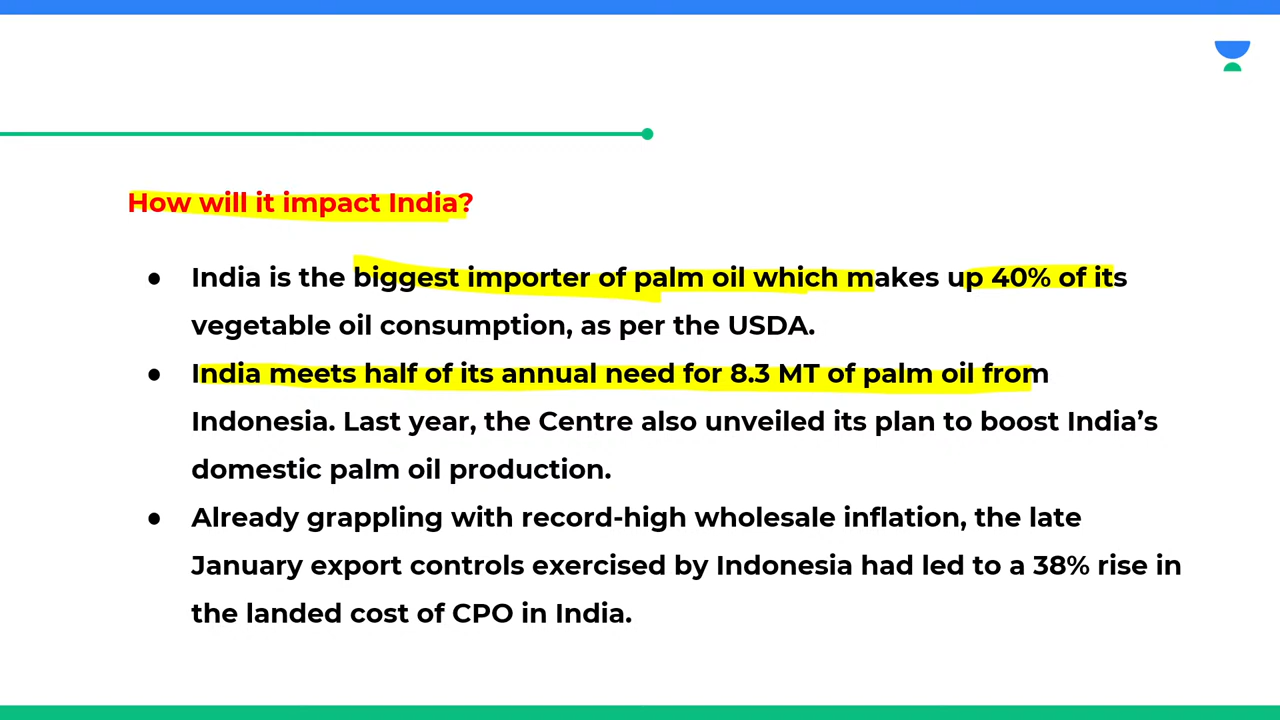 How will it impact India?
● India is the biggest importer of palm oil which makes up 40% of its
vegetable oil consumption, as per the USDA.
● India meets half of its annual need for 8.3 MT of palm oil from
Indonesia. Last year, the Centre also unveiled its plan to boost India’s
domestic palm oil production.
● Already grappling with record-high wholesale inflation, the late
January export controls exercised by Indonesia had led to a 38% rise in
the landed cost of CPO in India.